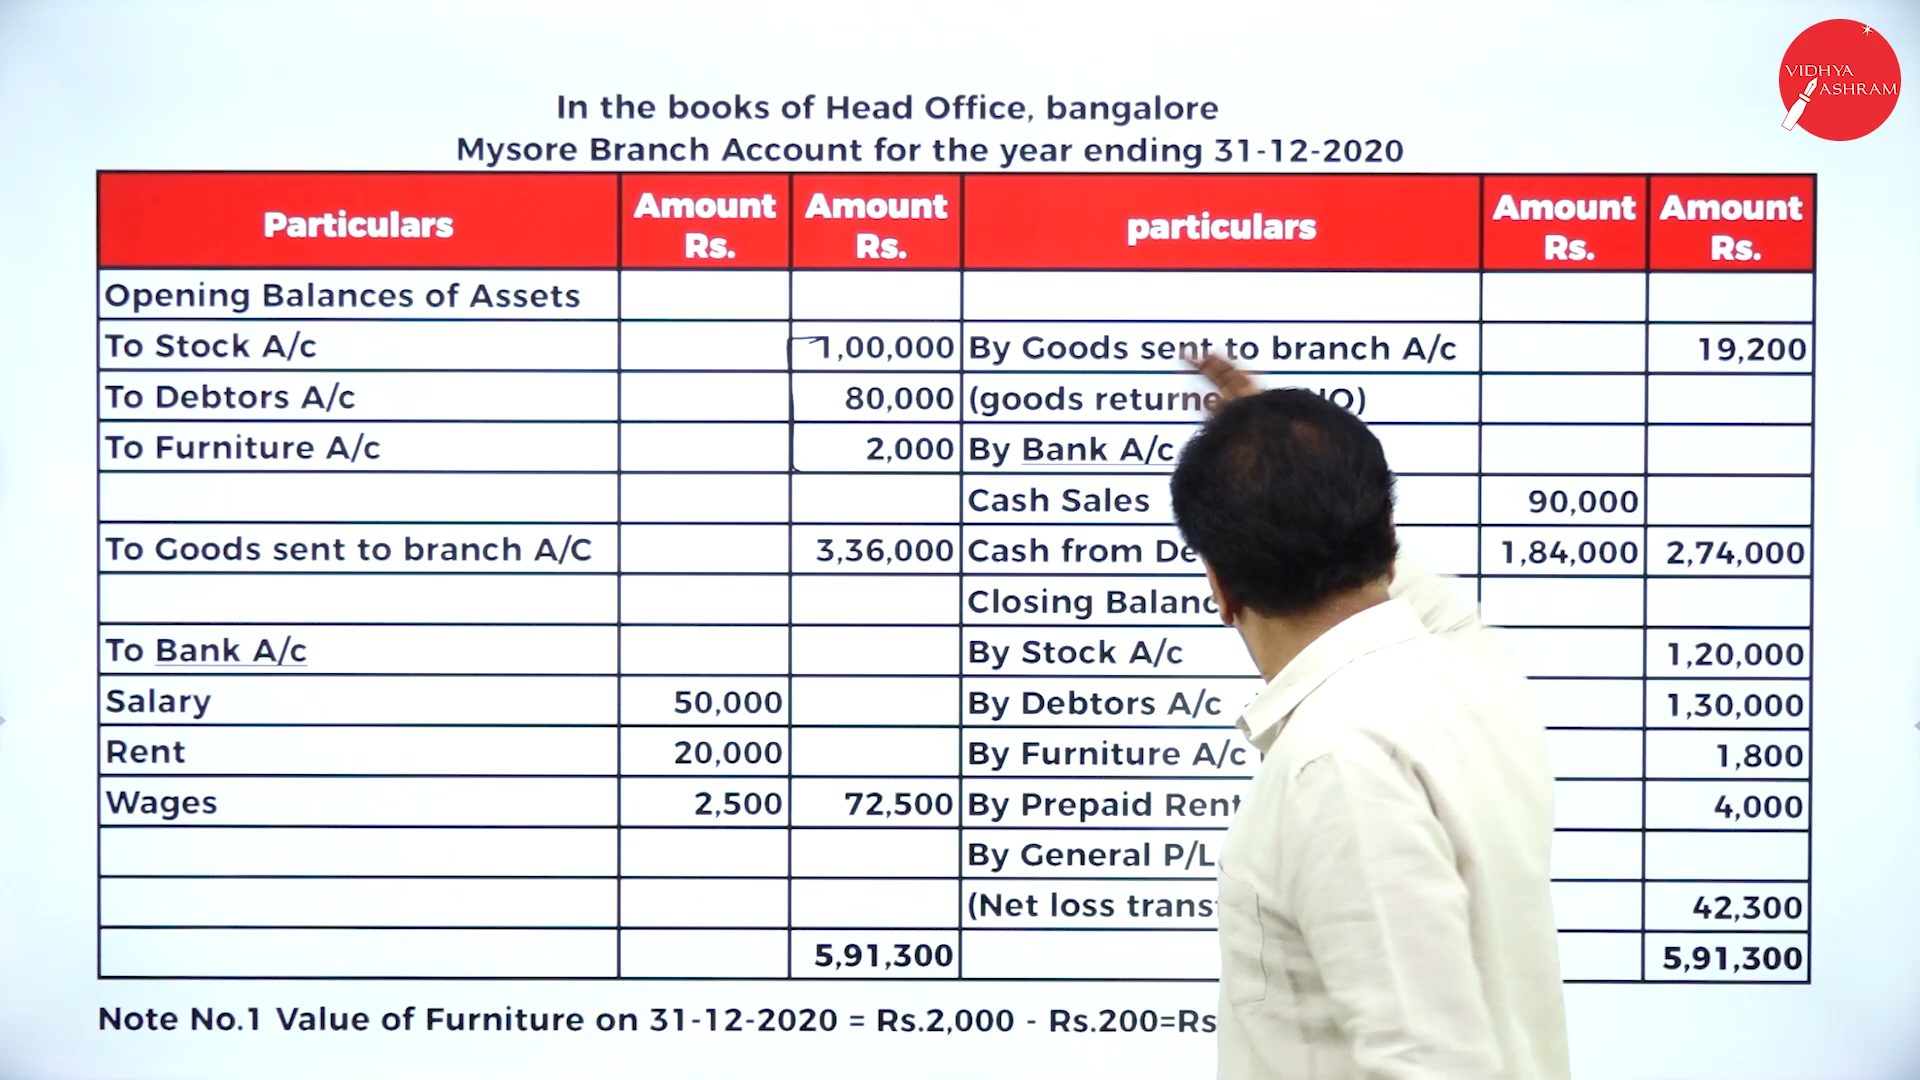 VIDHYA
ASHRAM
In the books of Head Office, bangalore
Mysore Branch Account for the year ending 31-12-2020
Particulars Amount Rs. Amount Rs. particulars Amount Rs. Amount Rs.
Opening Balances of Assets
To Stock A/c 1,00,000 By Goods sent to branch A/c 19,200
To Debtors A/c 80,000 (goods
To Furniture A/c 2,000 By Bank A/c
Cash Sales 90,000
To Goods sent to branch A/C 3,36,000 Cash from 1,84,000 2,74,000
Closing
To Bank A/c By Stock A/c 1,20,000
Salary 50,000 By Debtors A/c 1,30,000
Rent 20,000 By Furniture A/c 1,800
Wages 2,500 72,500 By Prepaid Rent 4,000
By General P/L
(Net loss 42,300
5,91,300 5,91,300
Note No.1 Value of Furniture on 31-12-2020 = Rs.2,000 - Rs.200=Rs